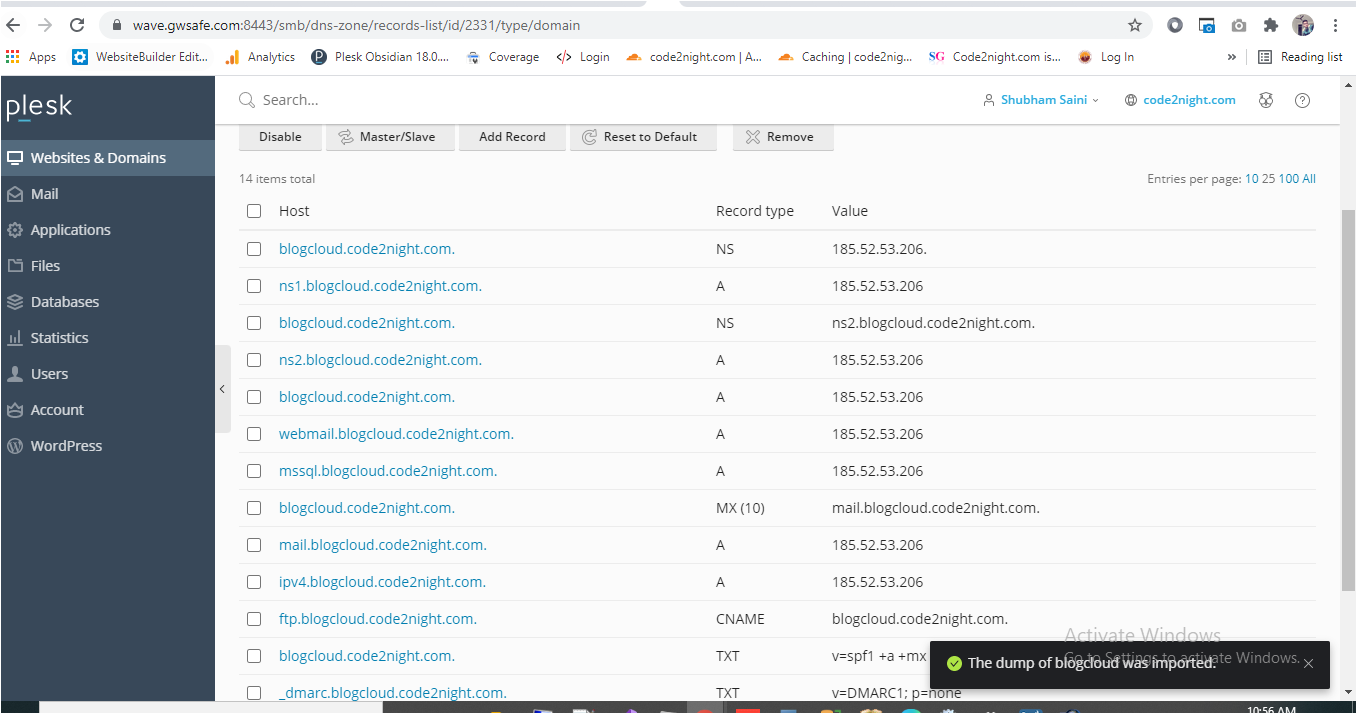 wave.gwsafe.com:8443/smb/dns-zone/records-list/id/2331/type/domain
Apps WebsiteBuilder Edit... Analytics Plesk Obsidian 18.0.... Coverage Login code2night.com | A... Caching | code2nig... SG Code2night.com is... Log In » Reading list
plesk
Search... Shubham Saini code2night.com
Disable Master/Slave Add Record Reset to Default Remove
Websites & Domains
Mail
Applications
Files
Databases
Statistics
Users
Account
WordPress
14 items total Entries per page: 10 25 100 All
Host Record type Value
blogcloud.code2night.com. NS 185.52.53.206.
ns1.blogcloud.code2night.com. A 185.52.53.206
blogcloud.code2night.com. NS ns2.blogcloud.code2night.com.
ns2.blogcloud.code2night.com. A 185.52.53.206
blogcloud.code2night.com. A 185.52.53.206
webmail.blogcloud.code2night.com. A 185.52.53.206
mssql.blogcloud.code2night.com. A 185.52.53.206
blogcloud.code2night.com. MX (10) mail.blogcloud.code2night.com.
mail.blogcloud.code2night.com. A 185.52.53.206
ipv4.blogcloud.code2night.com. A 185.52.53.206
ftp.blogcloud.code2night.com. CNAME blogcloud.code2night.com.
blogcloud.code2night.com. TXT v=spf1 +a +mx
_dmarc.blogcloud.code2night.com. TXT v=DMARC1; p=none
Activate Windows
Go to Settings to activate Windows.
The dump of blogcloud was imported.
10:56 AM